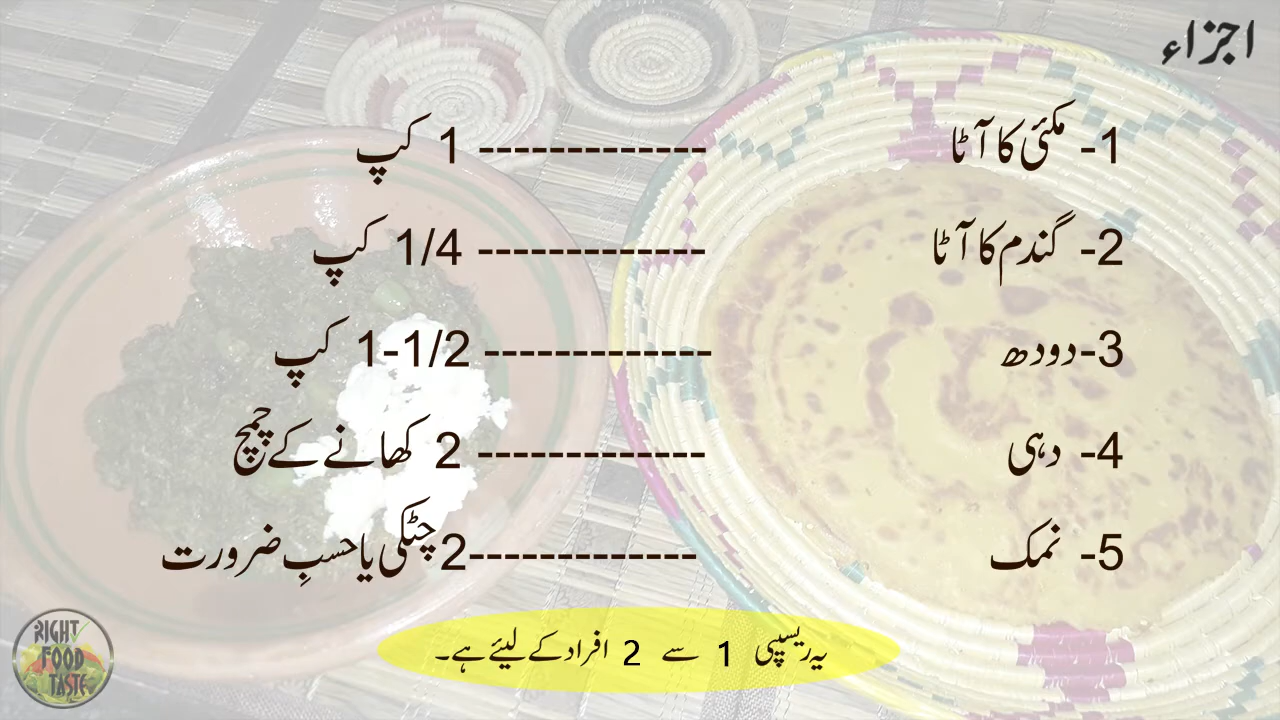 اجزاء
1- مکئی کا آٹا ------------- 1 کپ
2- گندم کا آٹا ------------- 1/4 کپ
3-دودھ ------------- 1-1/2 کپ
4- دہی ------------- 2 کھانے کے چمچ
5- نمک -------------2 چٹکی یا حسبِ ضرورت
یہ ریسیپی 1 سے 2 افراد کے لیئے ہے۔
RIGHT
FOOD
TASTE